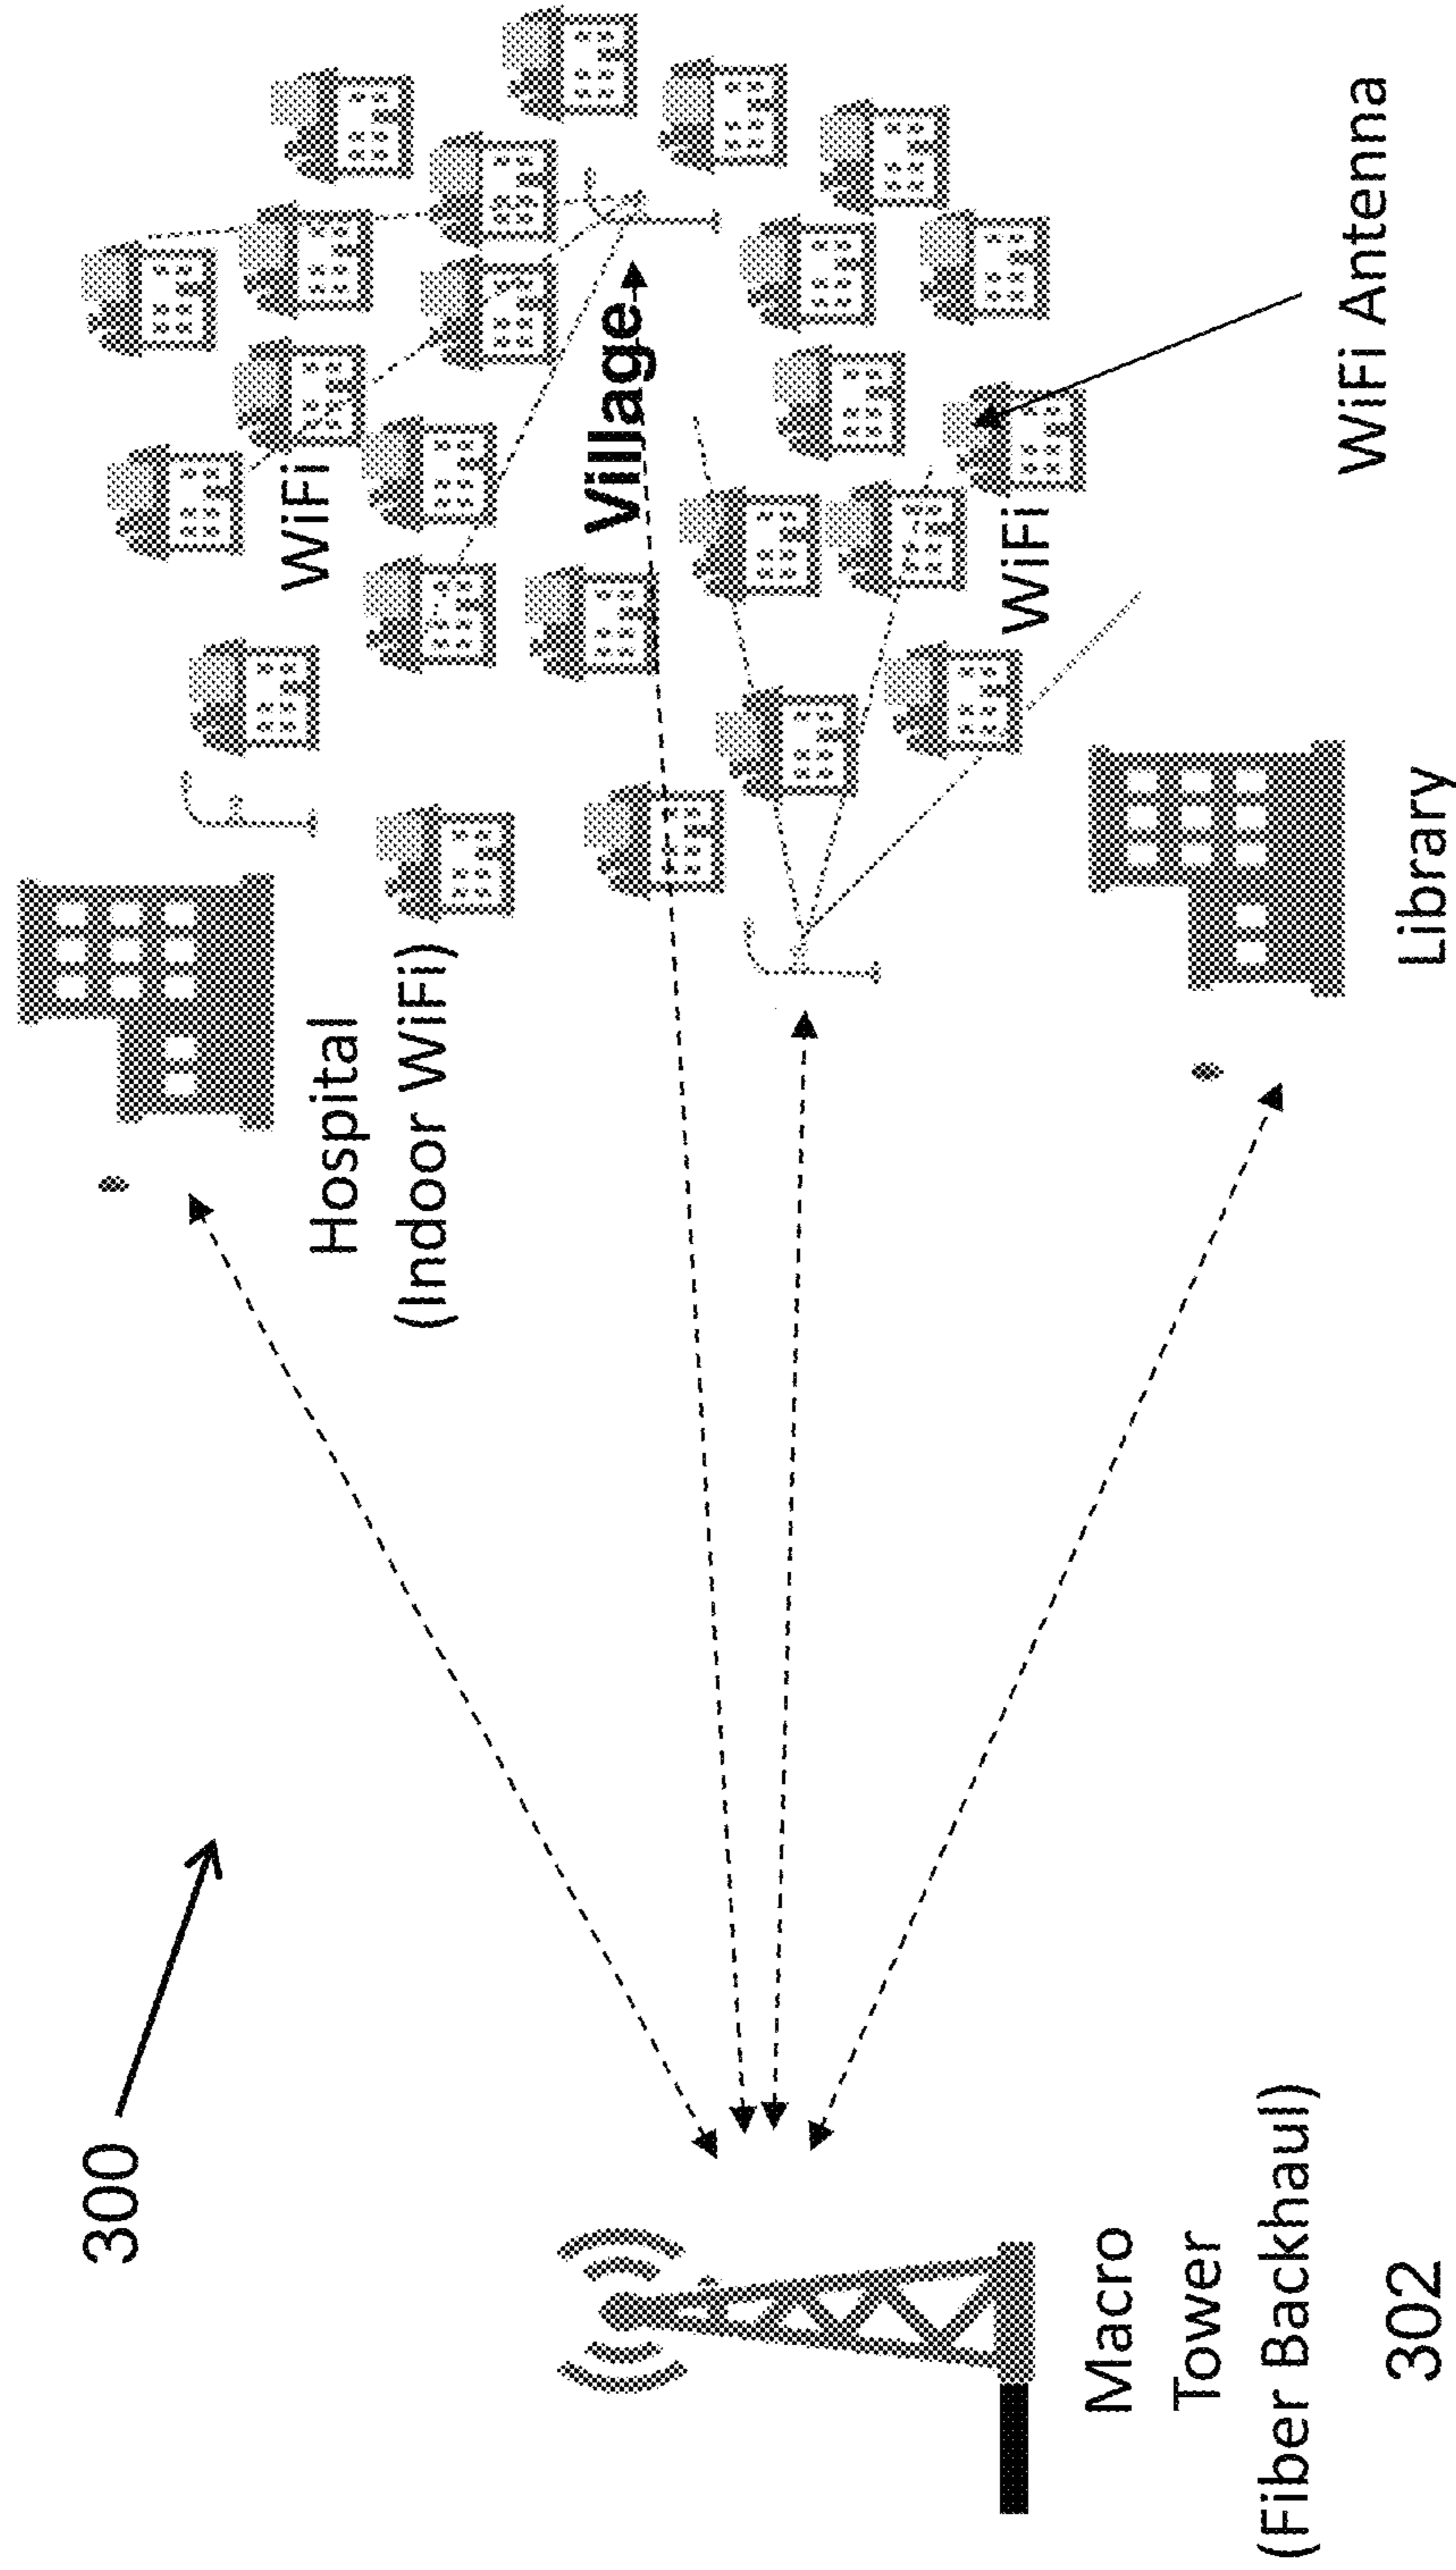 300
Hospital
(Indoor WiFi)
WiFi
Village
WiFi
WiFi Antenna
Library
Macro
Tower
(Fiber Backhaul)
302